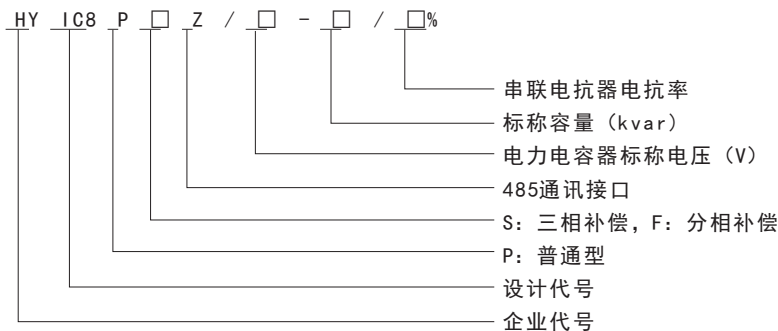 HY IC8 P □ Z / □ - □ / □%
串联电抗器电抗率
标称容量（kvar）
电力电容器标称电压（V）
485通讯接口
S：三相补偿，F：分相补偿
P：普通型
设计代号
企业代号